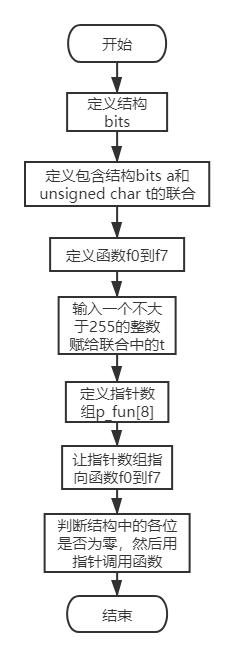 开始
定义结构
bits
定义包含结构bits a和
unsigned char t的联合
定义函数f0到f7
输入一个不大
于255的整数
赋给联合中的t
定义指针数
组p_fun[8]
让指针数组指
向函数f0到f7
判断结构中的各位
是否为零，然后用
指针调用函数
结束